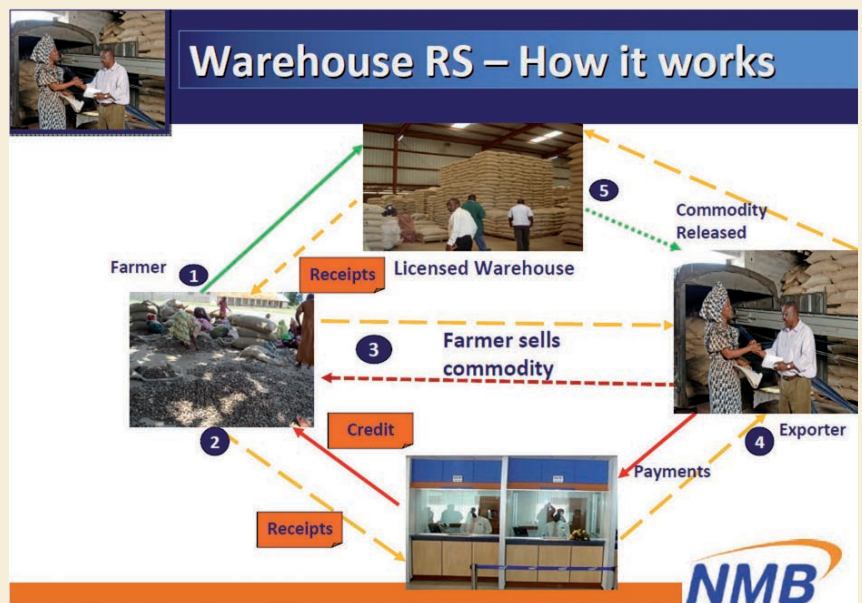 Warehouse RS – How it works
5
Commodity
Released
Farmer
1
Receipts
Licensed Warehouse
3
Farmer sells
commodity
Credit
2
4
Exporter
Payments
Receipts
NMB